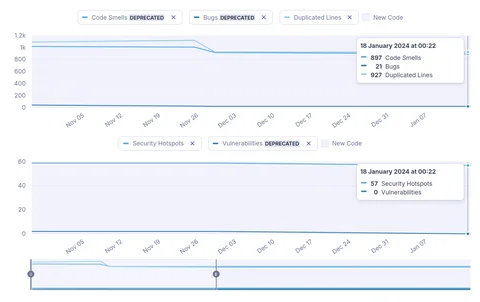 Code Smells DEPRECATED ✕ Bugs DEPRECATED ✕ Duplicated Lines ✕ New Code
1.2k
1k
800
600
400
200
0
18 January 2024 at 00:22
897 Code Smells
21 Bugs
927 Duplicated Lines
Nov 05 Nov 12 Nov 19 Nov 26 Dec 03 Dec 10 Dec 17 Dec 24 Dec 31 Jan 07
Security Hotspots ✕ Vulnerabilities DEPRECATED ✕ New Code
60
40
20
0
18 January 2024 at 00:22
57 Security Hotspots
0 Vulnerabilities
Nov 05 Nov 12 Nov 19 Nov 26 Dec 03 Dec 10 Dec 17 Dec 24 Dec 31 Jan 07